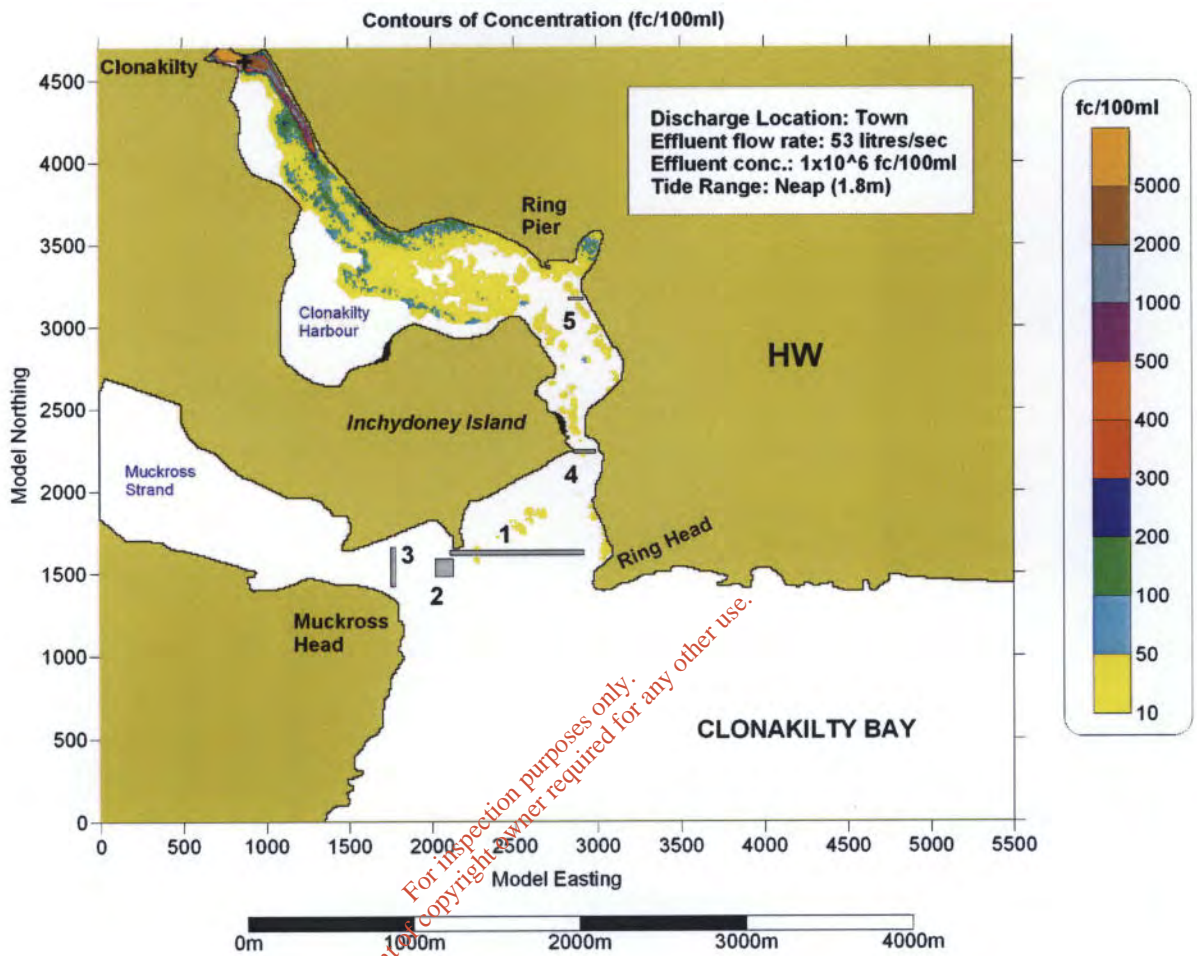 Contours of Concentration (fc/100ml)
Clonakilty
Discharge Location: Town
Effluent flow rate: 53 litres/sec
Effluent conc.: 1x10^6 fc/100ml
Tide Range: Neap (1.8m)
fc/100ml
5000
2000
1000
500
400
300
200
100
50
10
Ring
Pier
Clonakilty
Harbour
5
HW
Inchydoney Island
Muckross
Strand
4
1
3
2
Ring Head
Muckross
Head
CLONAKILTY BAY
For inspection purposes only.
of copyright owner required for any other use.
Model Northing
4500
4000
3500
3000
2500
2000
1500
1000
500
0
0
500
1000
1500
2000
2500
3000
3500
4000
4500
5000
5500
Model Easting
0m
1000m
2000m
3000m
4000m